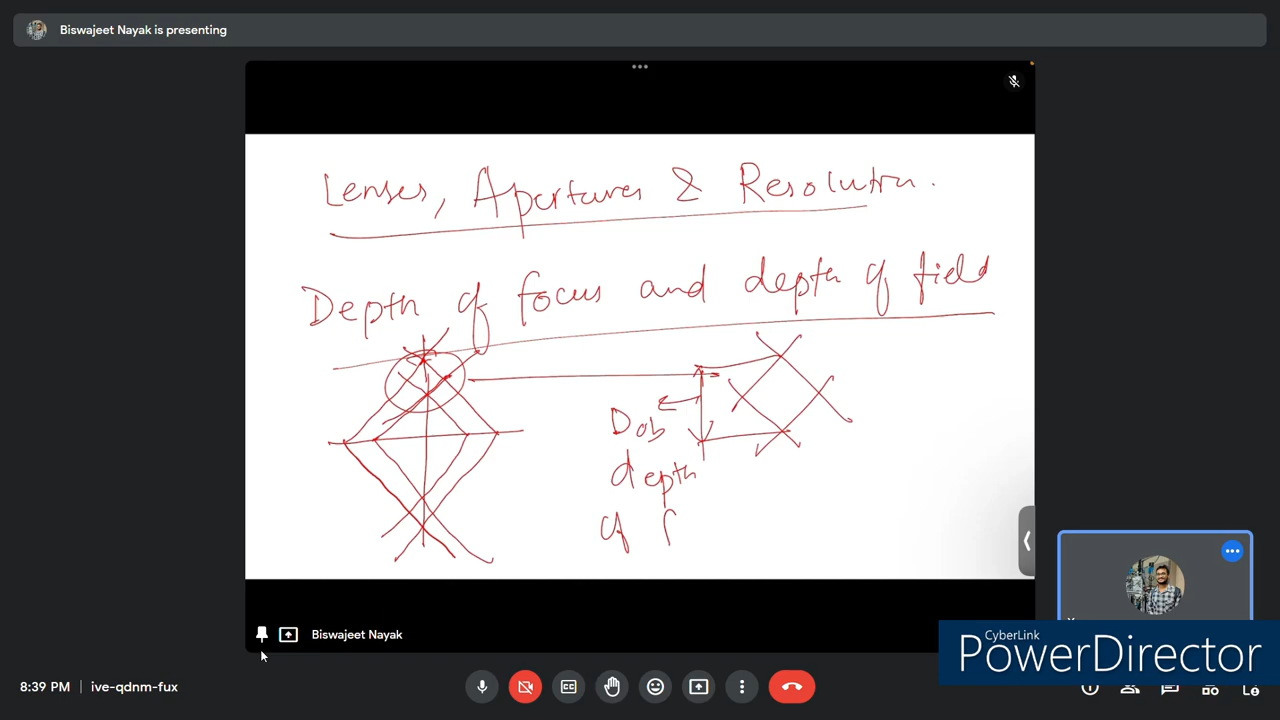 Biswajeet Nayak is presenting
Lenses, Apertures & Resolution.
Depth of focus and depth of field
Dob
depth
of f
Biswajeet Nayak
8:39 PM | ive-qdnm-fux
CyberLink
PowerDirector